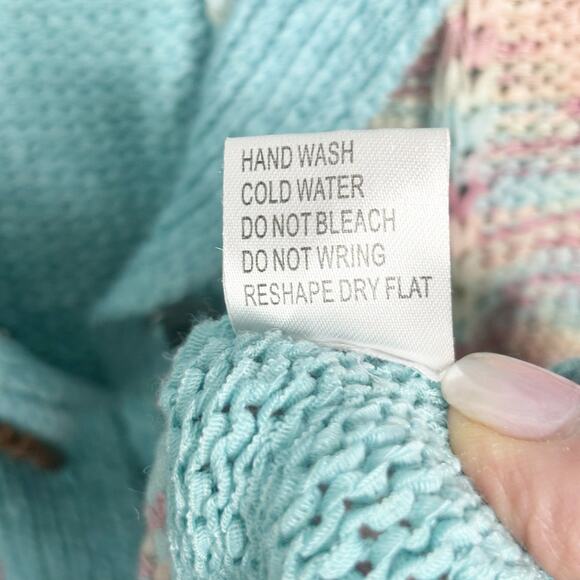 HAND WASH
COLD WATER
DO NOT BLEACH
DO NOT WRING
RESHAPE DRY FLAT